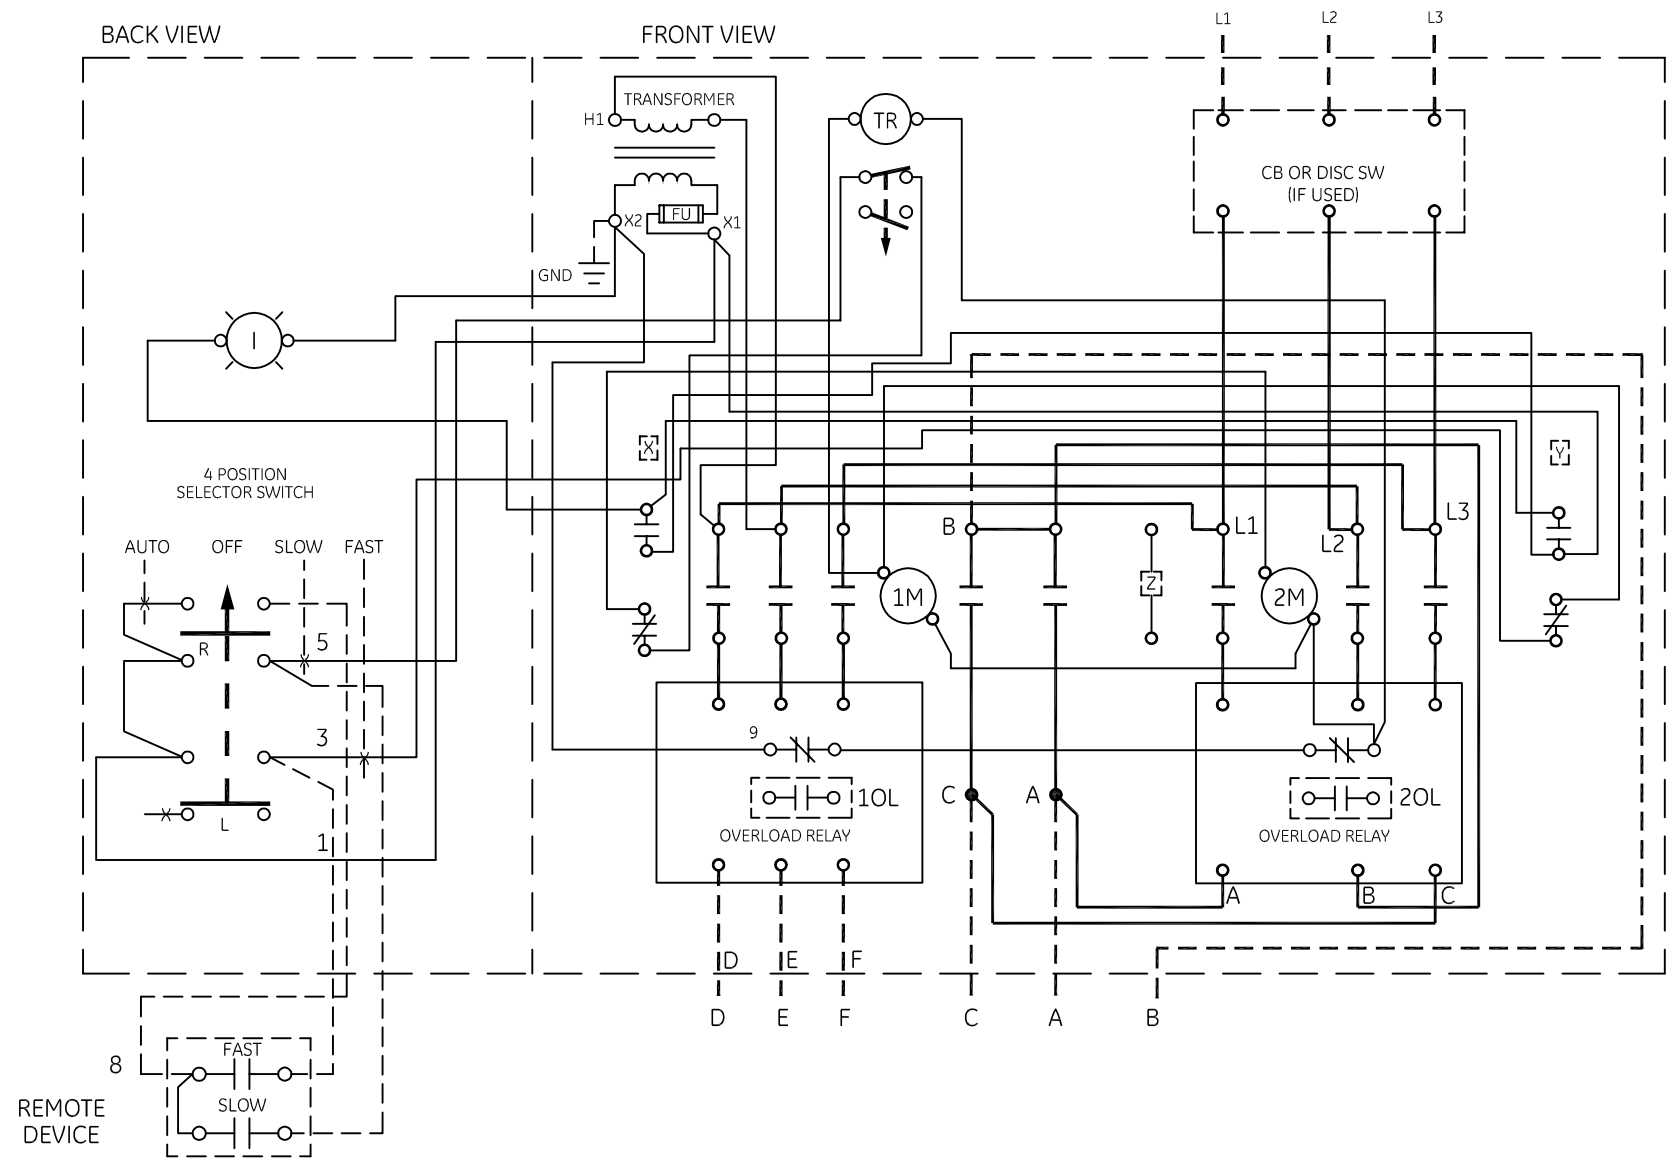 BACK VIEW
FRONT VIEW
L1
L2
L3
TRANSFORMER
H1
TR
CB OR DISC SW
(IF USED)
FU
X2
X1
GND
I
X
Y
4 POSITION
SELECTOR SWITCH
AUTO
OFF
SLOW
FAST
B
L1
L2
L3
1M
Z
2M
R
5
3
L
1
9
1OL
OVERLOAD RELAY
C
A
2OL
OVERLOAD RELAY
A
B
C
D
E
F
D
E
F
C
A
B
8
FAST
SLOW
REMOTE
DEVICE